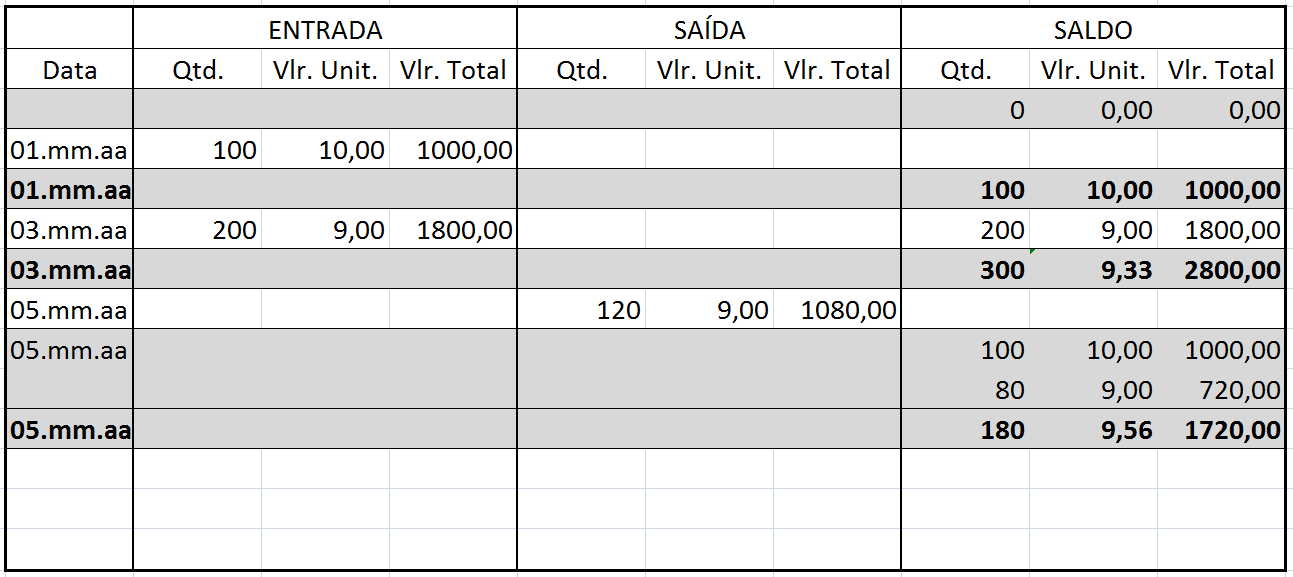 ENTRADA SAÍDA SALDO
Data Qtd. Vlr. Unit. Vlr. Total Qtd. Vlr. Unit. Vlr. Total Qtd. Vlr. Unit. Vlr. Total
0 0,00 0,00
01.mm.aa 100 10,00 1000,00
01.mm.aa 100 10,00 1000,00
03.mm.aa 200 9,00 1800,00 200 9,00 1800,00
03.mm.aa 300 9,33 2800,00
05.mm.aa 120 9,00 1080,00
05.mm.aa 100 10,00 1000,00
80 9,00 720,00
05.mm.aa 180 9,56 1720,00